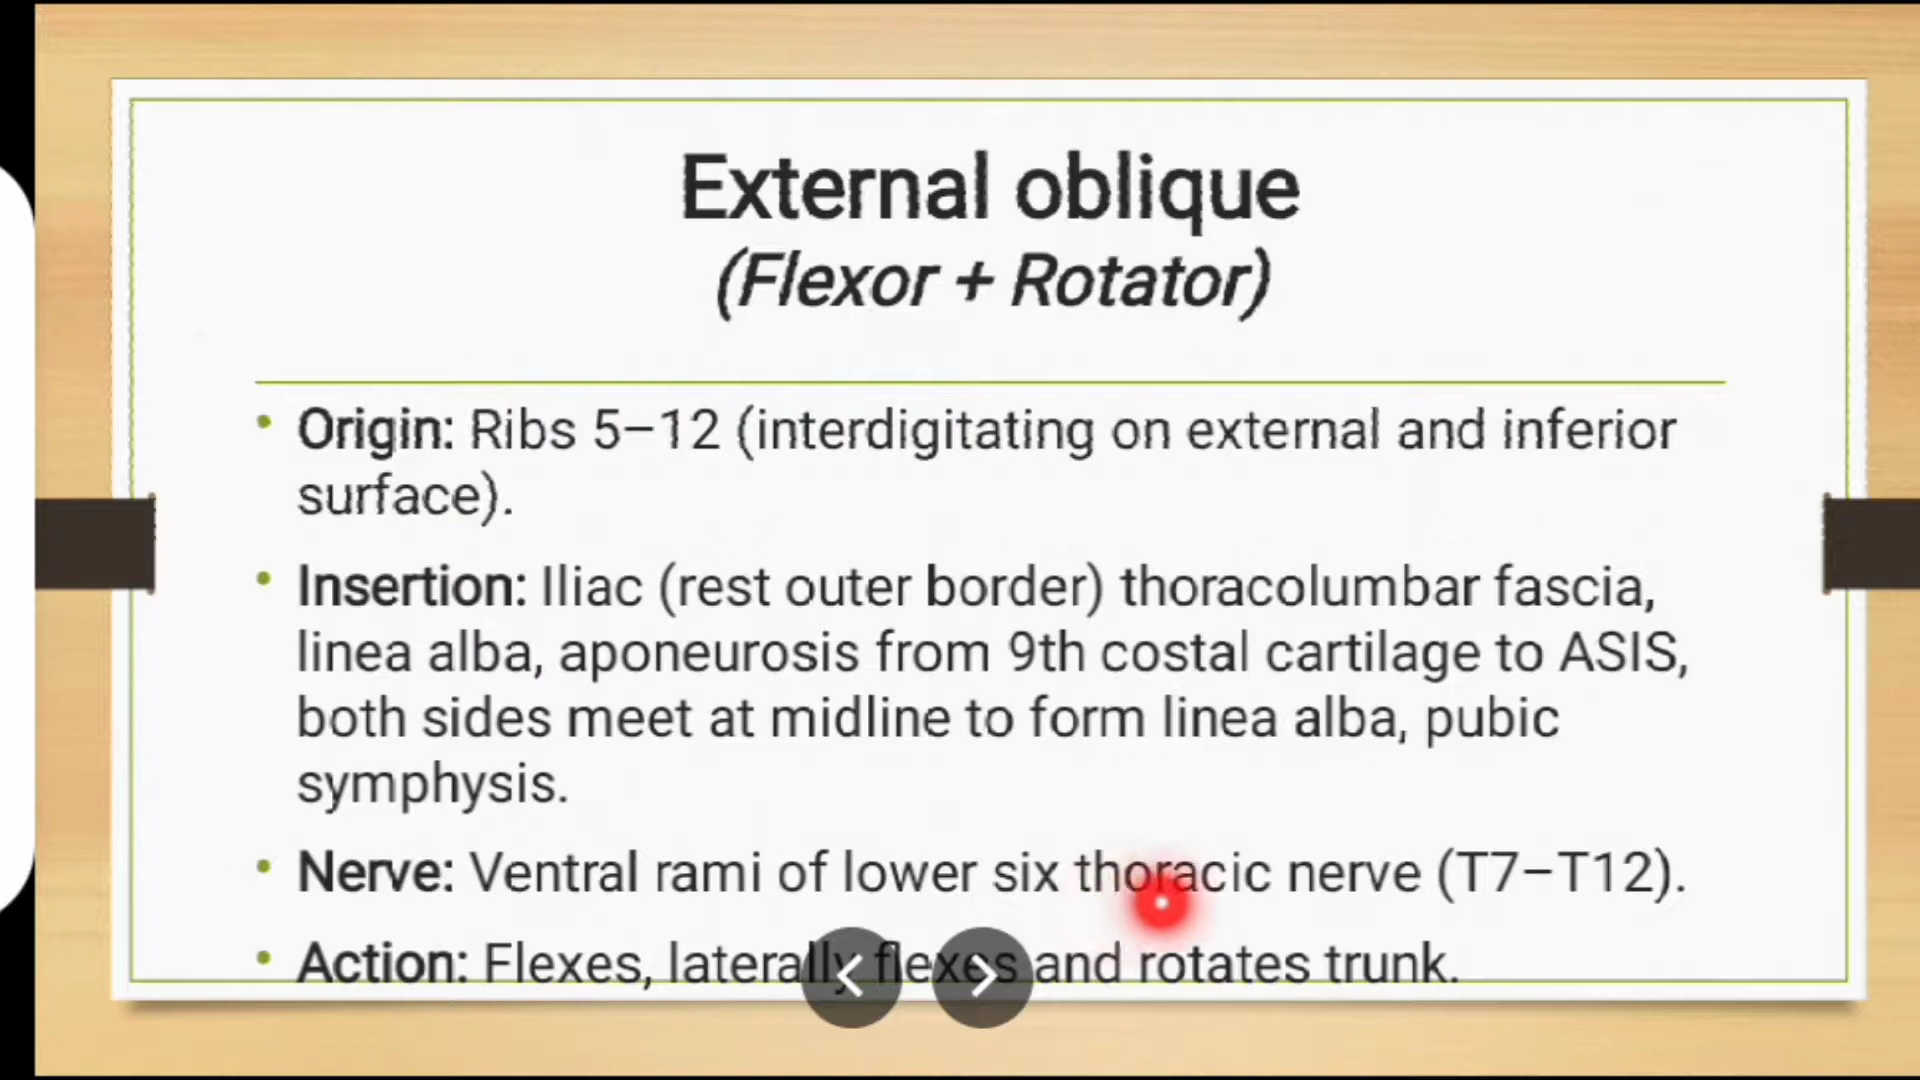 External oblique
(Flexor + Rotator)
• Origin: Ribs 5–12 (interdigitating on external and inferior
surface).
• Insertion: Iliac (rest outer border) thoracolumbar fascia,
linea alba, aponeurosis from 9th costal cartilage to ASIS,
both sides meet at midline to form linea alba, pubic
symphysis.
• Nerve: Ventral rami of lower six thoracic nerve (T7–T12).
• Action: Flexes, laterally flexes and rotates trunk.